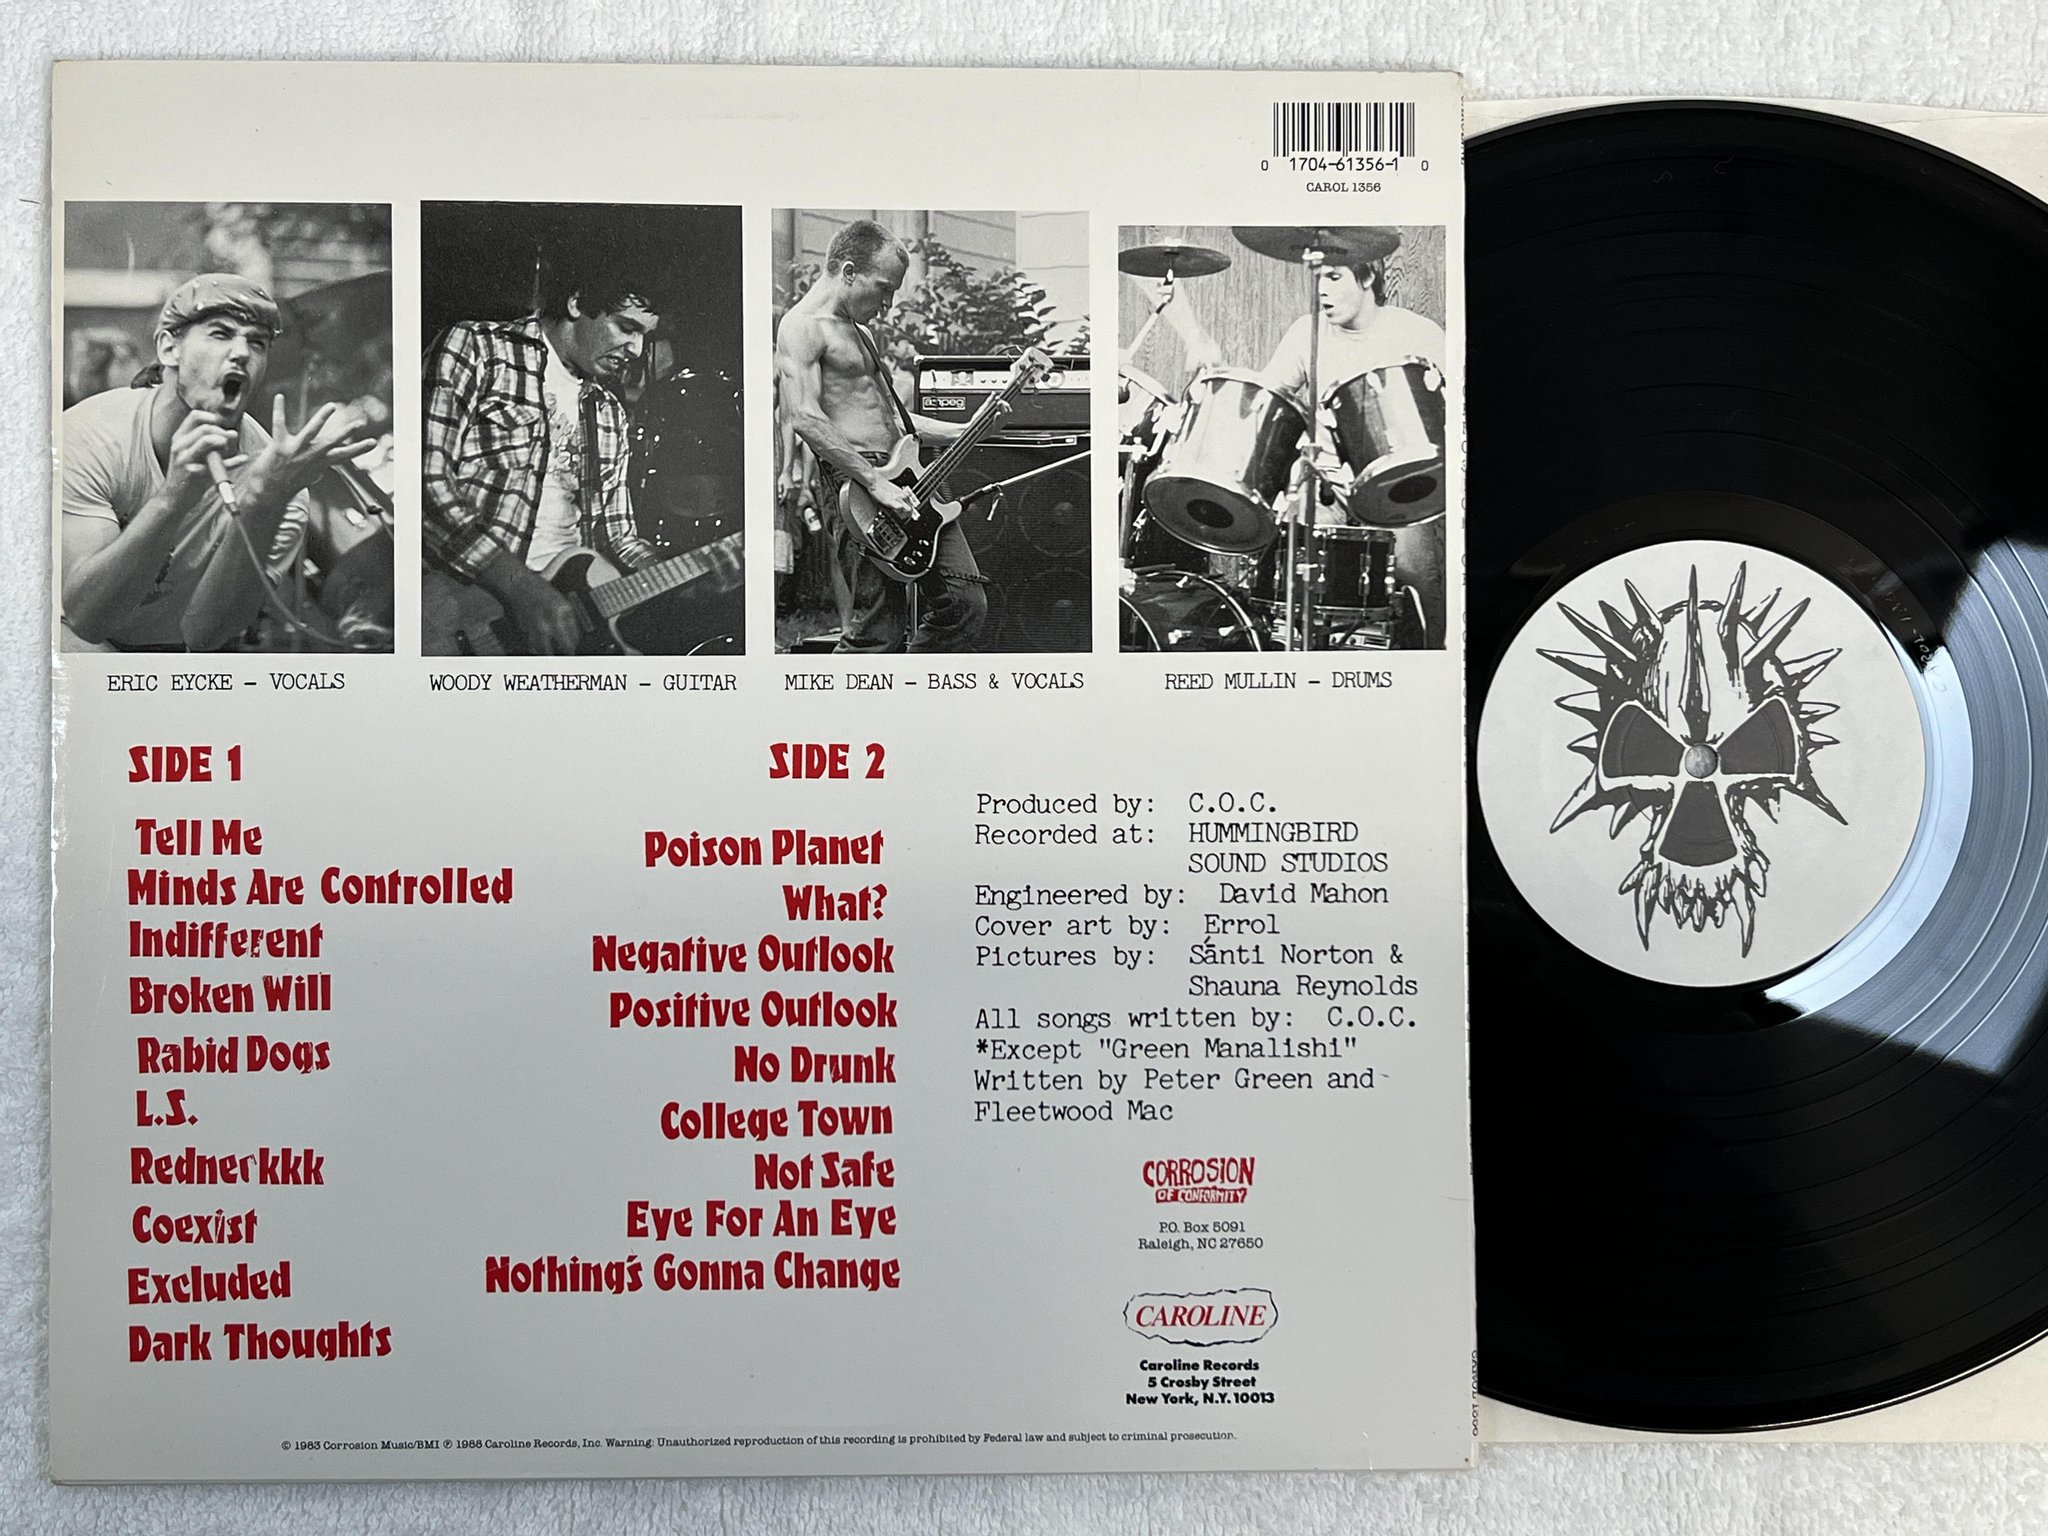 0 1704-61356-1 0
CAROL 1356
ampeg
ERIC EYCKE - VOCALS
WOODY WEATHERMAN - GUITAR
MIKE DEAN - BASS & VOCALS
REED MULLIN - DRUMS
SIDE 1
Tell Me
Minds Are Controlled
Indifferent
Broken Will
Rabid Dogs
L.S.
Rednerkkk
Coexist
Excluded
Dark Thoughts
SIDE 2
Poison Planet
What?
Negative Outlook
Positive Outlook
No Drunk
College Town
Not Safe
Eye For An Eye
Nothing's Gonna Change
Produced by: C.O.C.
Recorded at: HUMMINGBIRD
SOUND STUDIOS
Engineered by: David Mahon
Cover art by: Errol
Pictures by: Sánti Norton &
Shauna Reynolds
All songs written by: C.O.C.
*Except "Green Manalishi"
Written by Peter Green and
Fleetwood Mac
CORROSION
OF CONFORMITY
P.O. Box 5091
Raleigh, NC 27650
CAROLINE
Caroline Records
5 Crosby Street
New York, N.Y. 10013
© 1983 Corrosion Music/BMI ℗ 1988 Caroline Records, Inc. Warning: Unauthorized reproduction of this recording is prohibited by Federal law and subject to criminal prosecution.